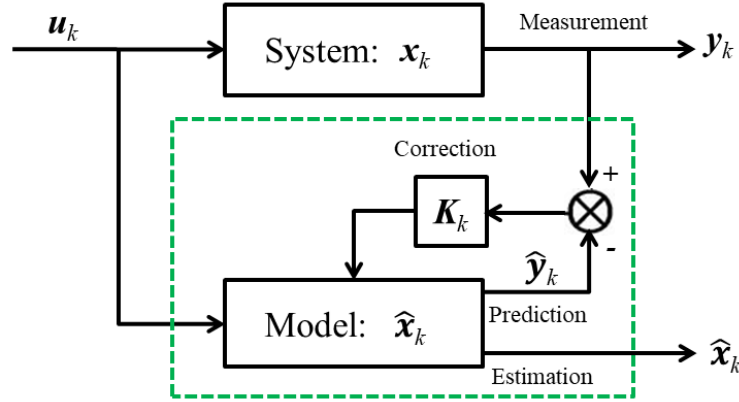 u_k
System: x_k
Measurement
y_k
Correction
+
K_k
-
ŷ_k
Model: x̂_k
Prediction
x̂_k
Estimation